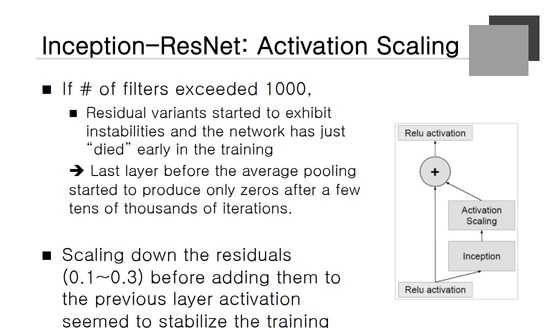 Inception-ResNet: Activation Scaling
■ If # of filters exceeded 1000,
■ Residual variants started to exhibit
instabilities and the network has just
“died” early in the training
➔ Last layer before the average pooling
started to produce only zeros after a few
tens of thousands of iterations.
■ Scaling down the residuals
(0.1~0.3) before adding them to
the previous layer activation
seemed to stabilize the training
Relu activation
+
Activation
Scaling
Inception
Relu activation